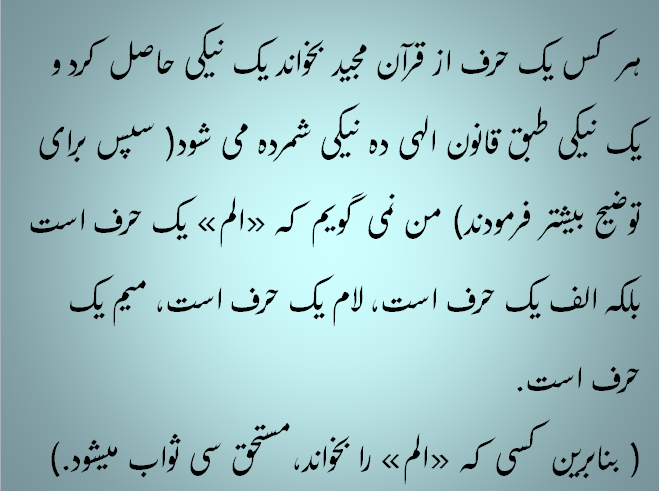 هر کس یک حرف از قرآن مجید بخواند یک نیکی حاصل کرد و
یک نیکی طبق قانون الهی ده نیکی شمرده می شود( سپس برای
توضیح بیشتر فرمودند) من نمی گویم که «الم» یک حرف است
بلکه الف یک حرف است، لام یک حرف است، میم یک
حرف است.
( بنابرین کسی که «الم» را بخواند، مستحق سی ثواب میشود.)